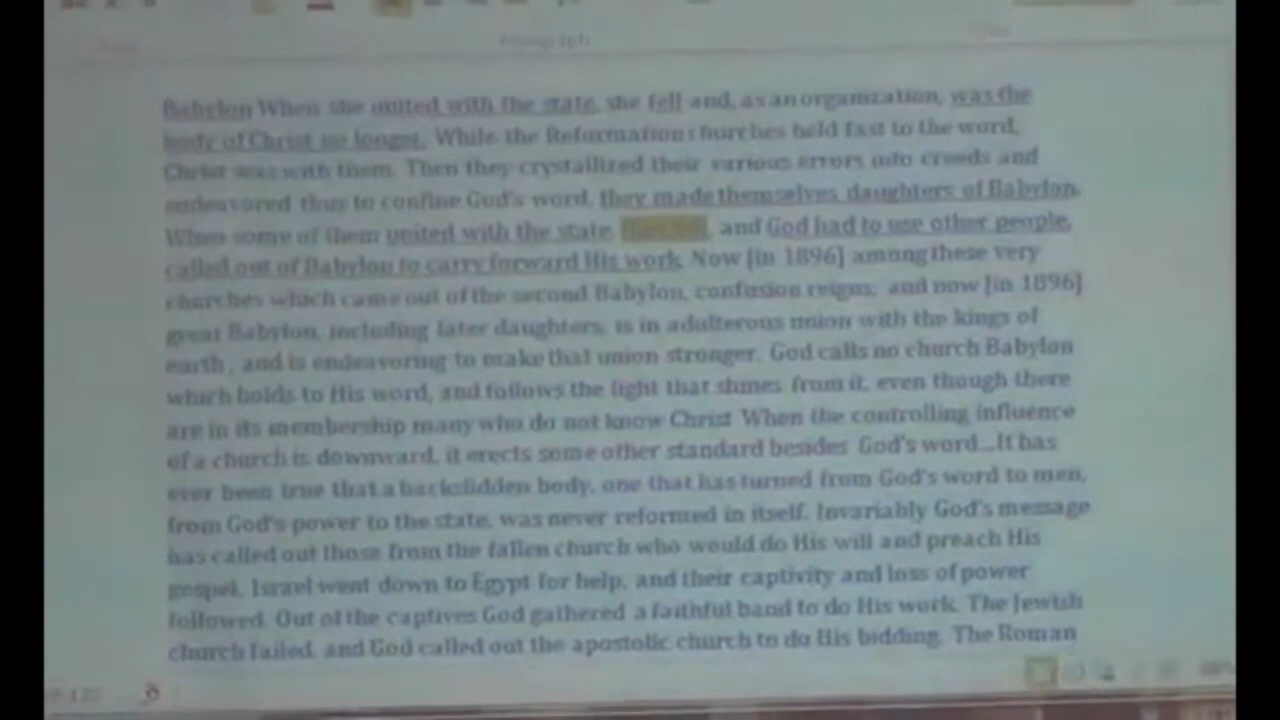 Paragraph
Babylon When she united with the state, she fell and, as an organization, was the
body of Christ no longer. While the Reformation churches held fast to the word,
Christ was with them. Then they crystallized their various errors into creeds and
endeavored thus to confine God's word, they made themselves daughters of Babylon.
When some of them united with the state, and God had to use other people,
called out of Babylon to carry forward His work. Now [in 1896] among these very
churches which came out of the second Babylon, confusion reigns; and now [in 1896]
great Babylon, including later daughters, is in adulterous union with the kings of
earth, and is endeavoring to make that union stronger. God calls no church Babylon
which holds to His word, and follows the light that shines from it, even though there
are in its membership many who do not know Christ When the controlling influence
of a church is downward, it erects some other standard besides God's word...It has
ever been true that a backslidden body, one that has turned from God's word to men,
from God's power to the state, was never reformed in itself. Invariably God's message
has called out those from the fallen church who would do His will and preach His
gospel. Israel went down to Egypt for help, and their captivity and loss of power
followed. Out of the captives God gathered a faithful band to do His work. The Jewish
church failed, and God called out the apostolic church to do His bidding. The Roman